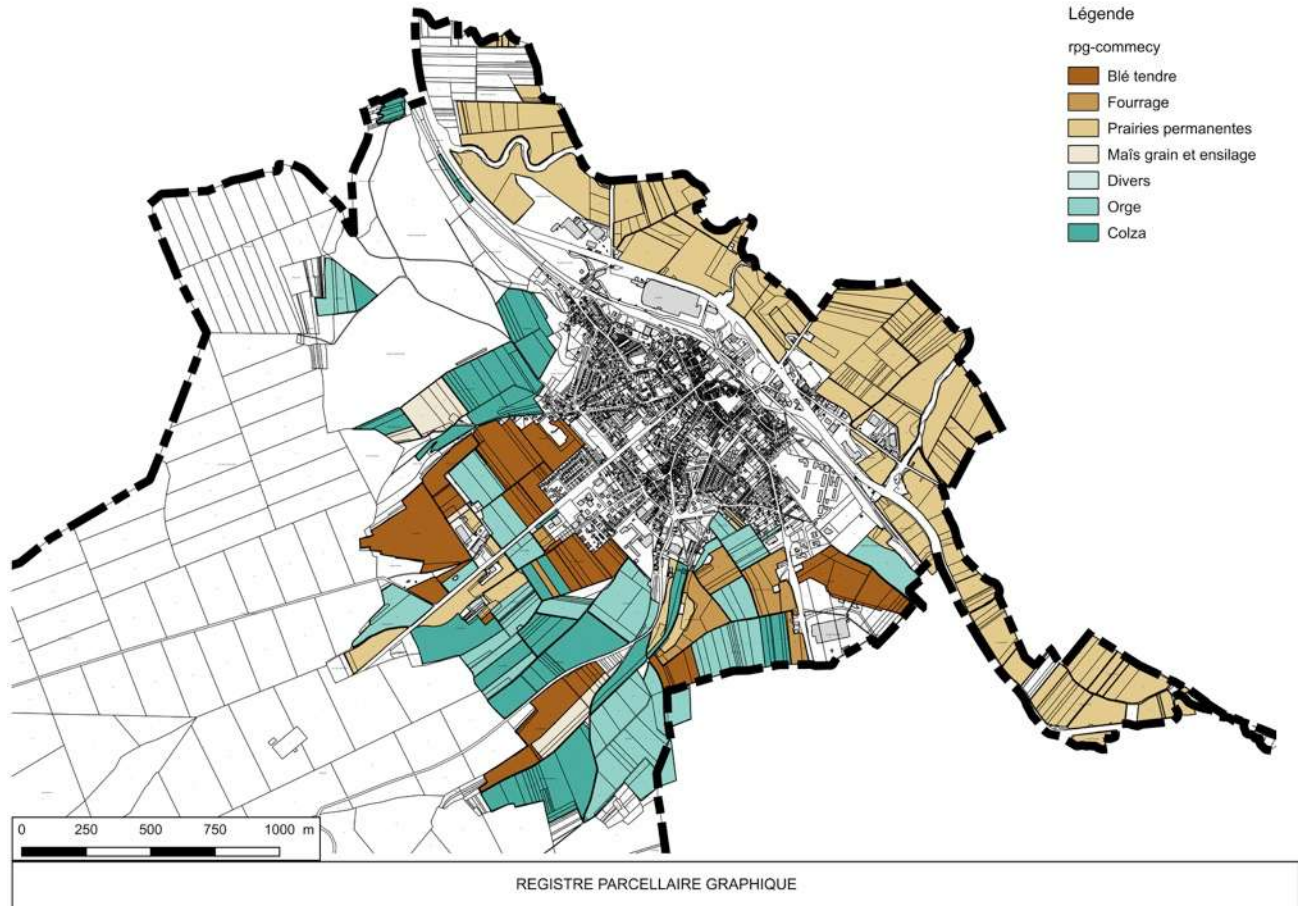 Légende
rpg-commecy
Blé tendre
Fourrage
Prairies permanentes
Maîs grain et ensilage
Divers
Orge
Colza
0 250 500 750 1000 m
REGISTRE PARCELLAIRE GRAPHIQUE